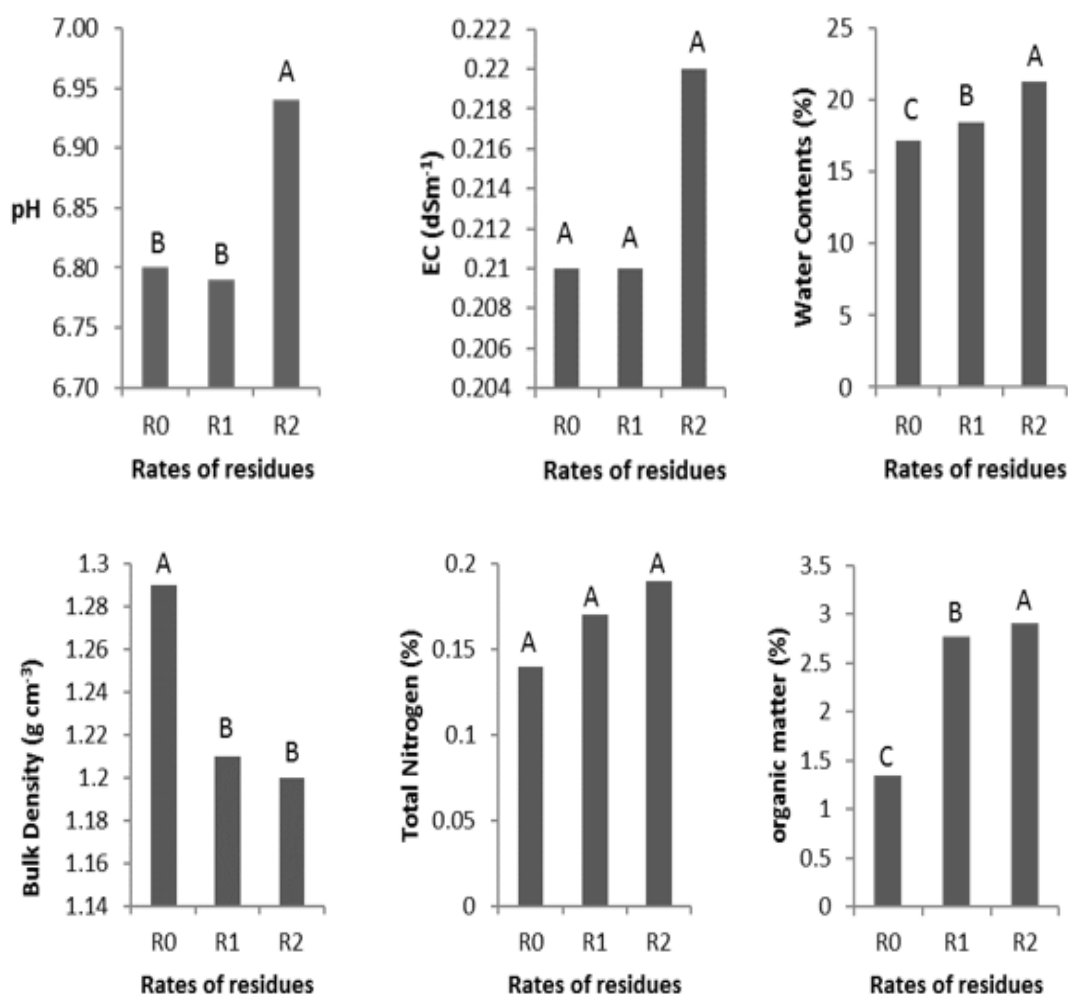 pH
7.00
6.95
6.90
6.85
6.80
6.75
6.70
B
B
A
R0 R1 R2
Rates of residues
EC (dSm⁻¹)
0.222
0.22
0.218
0.216
0.214
0.212
0.21
0.208
0.206
0.204
A
A
A
R0 R1 R2
Rates of residues
Water Contents (%)
25
20
15
10
5
0
C
B
A
R0 R1 R2
Rates of residues
Bulk Density (g cm⁻³)
1.3
1.28
1.26
1.24
1.22
1.2
1.18
1.16
1.14
A
B
B
R0 R1 R2
Rates of residues
Total Nitrogen (%)
0.2
0.15
0.1
0.05
0
A
A
A
R0 R1 R2
Rates of residues
organic matter (%)
3.5
3
2.5
2
1.5
1
0.5
0
C
B
A
R0 R1 R2
Rates of residues